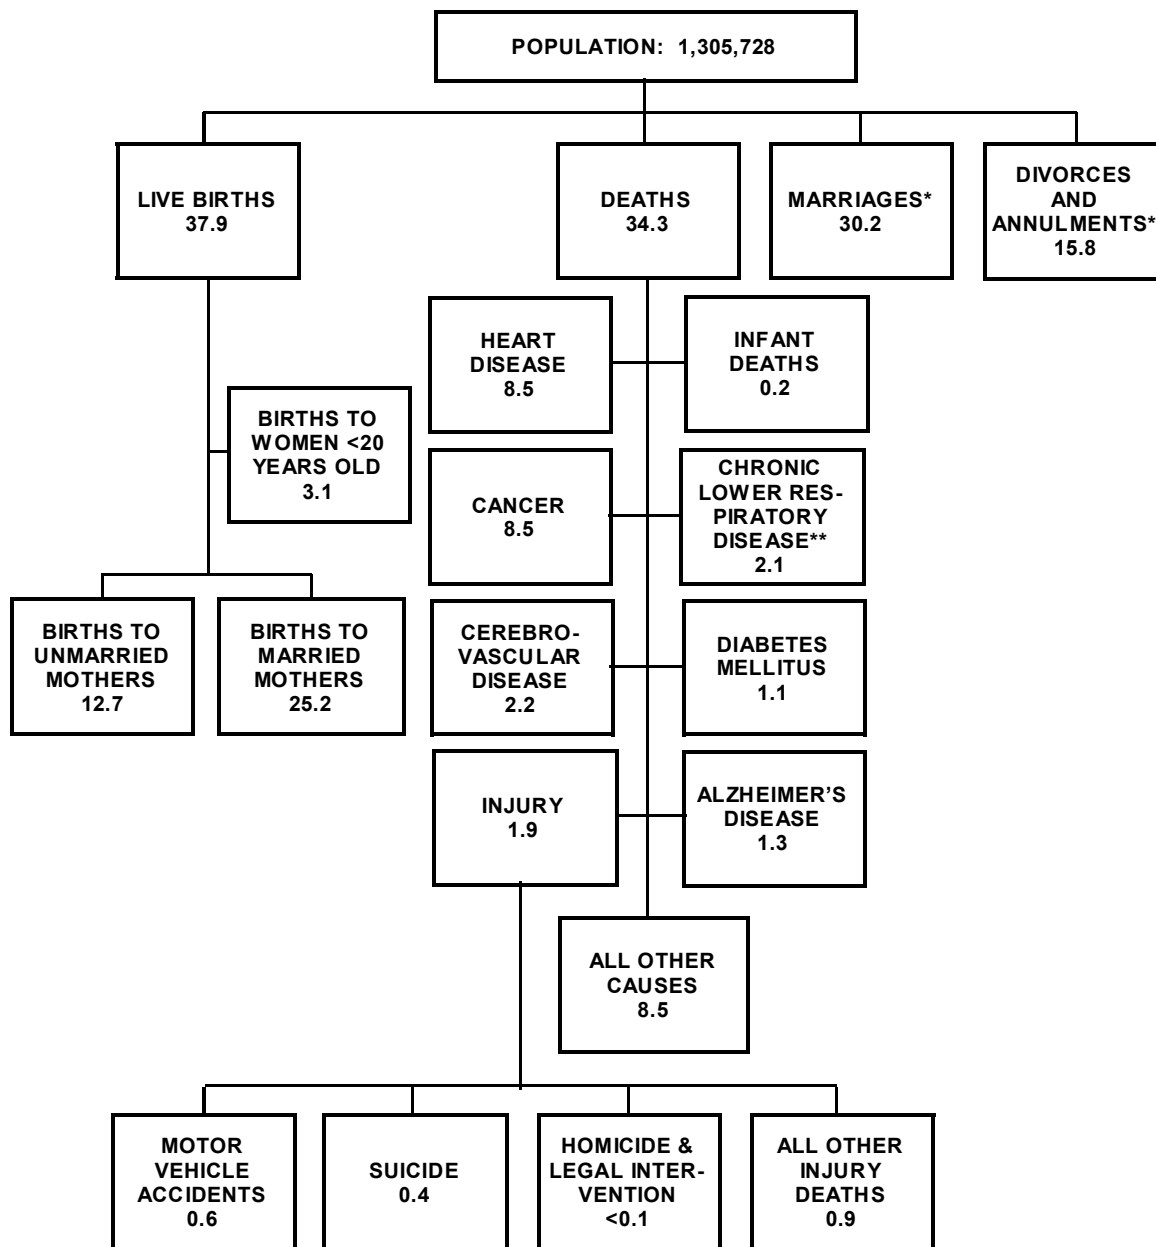 POPULATION: 1,305,728
LIVE BIRTHS
37.9
DEATHS
34.3
MARRIAGES*
30.2
DIVORCES
AND
ANNULMENTS*
15.8
HEART
DISEASE
8.5
INFANT
DEATHS
0.2
BIRTHS TO
WOMEN <20
YEARS OLD
3.1
CANCER
8.5
CHRONIC
LOWER RES-
PIRATORY
DISEASE**
2.1
BIRTHS TO
UNMARRIED
MOTHERS
12.7
BIRTHS TO
MARRIED
MOTHERS
25.2
CEREBRO-
VASCULAR
DISEASE
2.2
DIABETES
MELLITUS
1.1
INJURY
1.9
ALZHEIMER’S
DISEASE
1.3
ALL OTHER
CAUSES
8.5
MOTOR
VEHICLE
ACCIDENTS
0.6
SUICIDE
0.4
HOMICIDE &
LEGAL INTER-
VENTION
<0.1
ALL OTHER
INJURY
DEATHS
0.9